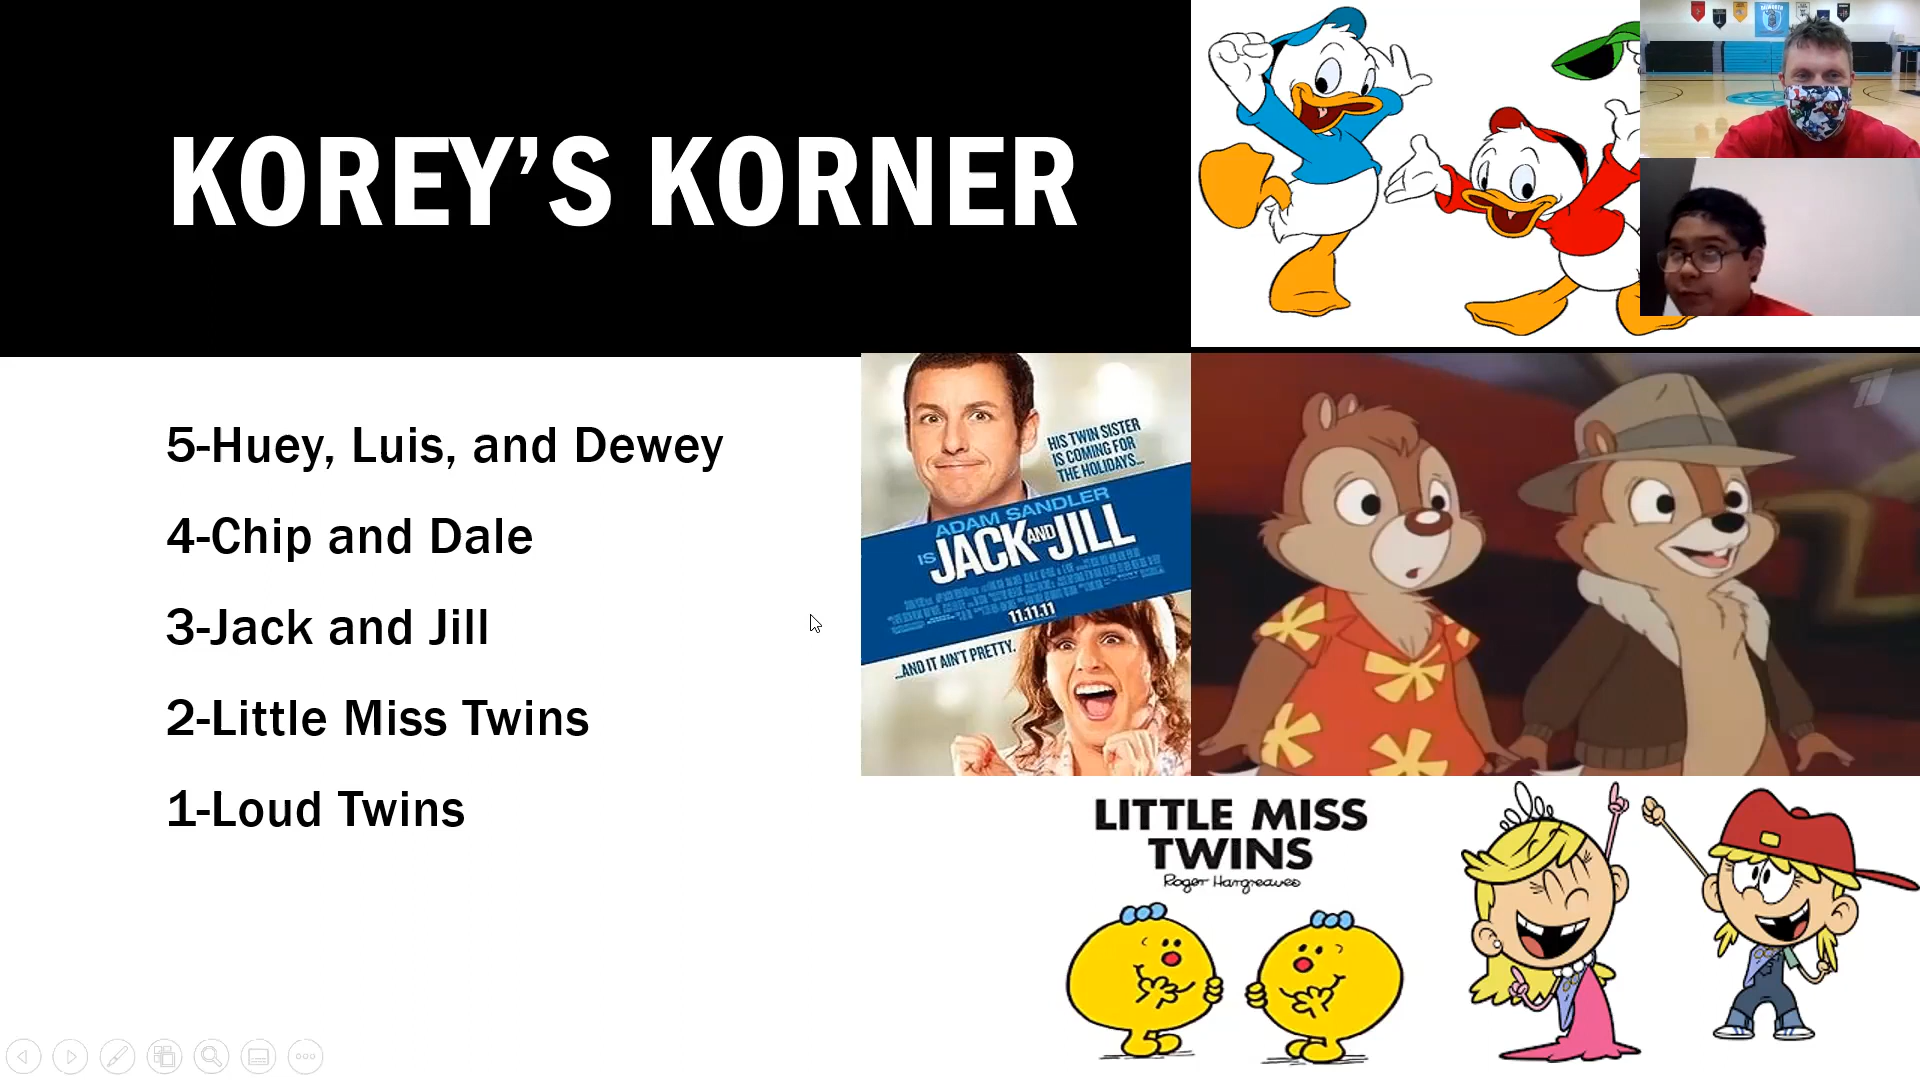 KOREY'S KORNER
5-Huey, Luis, and Dewey
4-Chip and Dale
3-Jack and Jill
2-Little Miss Twins
1-Loud Twins
HIS TWIN SISTER
IS COMING FOR
THE HOLIDAYS...
ADAM SANDLER
IS JACK AND JILL
11.11.11
...AND IT AIN'T PRETTY.
LITTLE MISS
TWINS
Roger Hargreaves